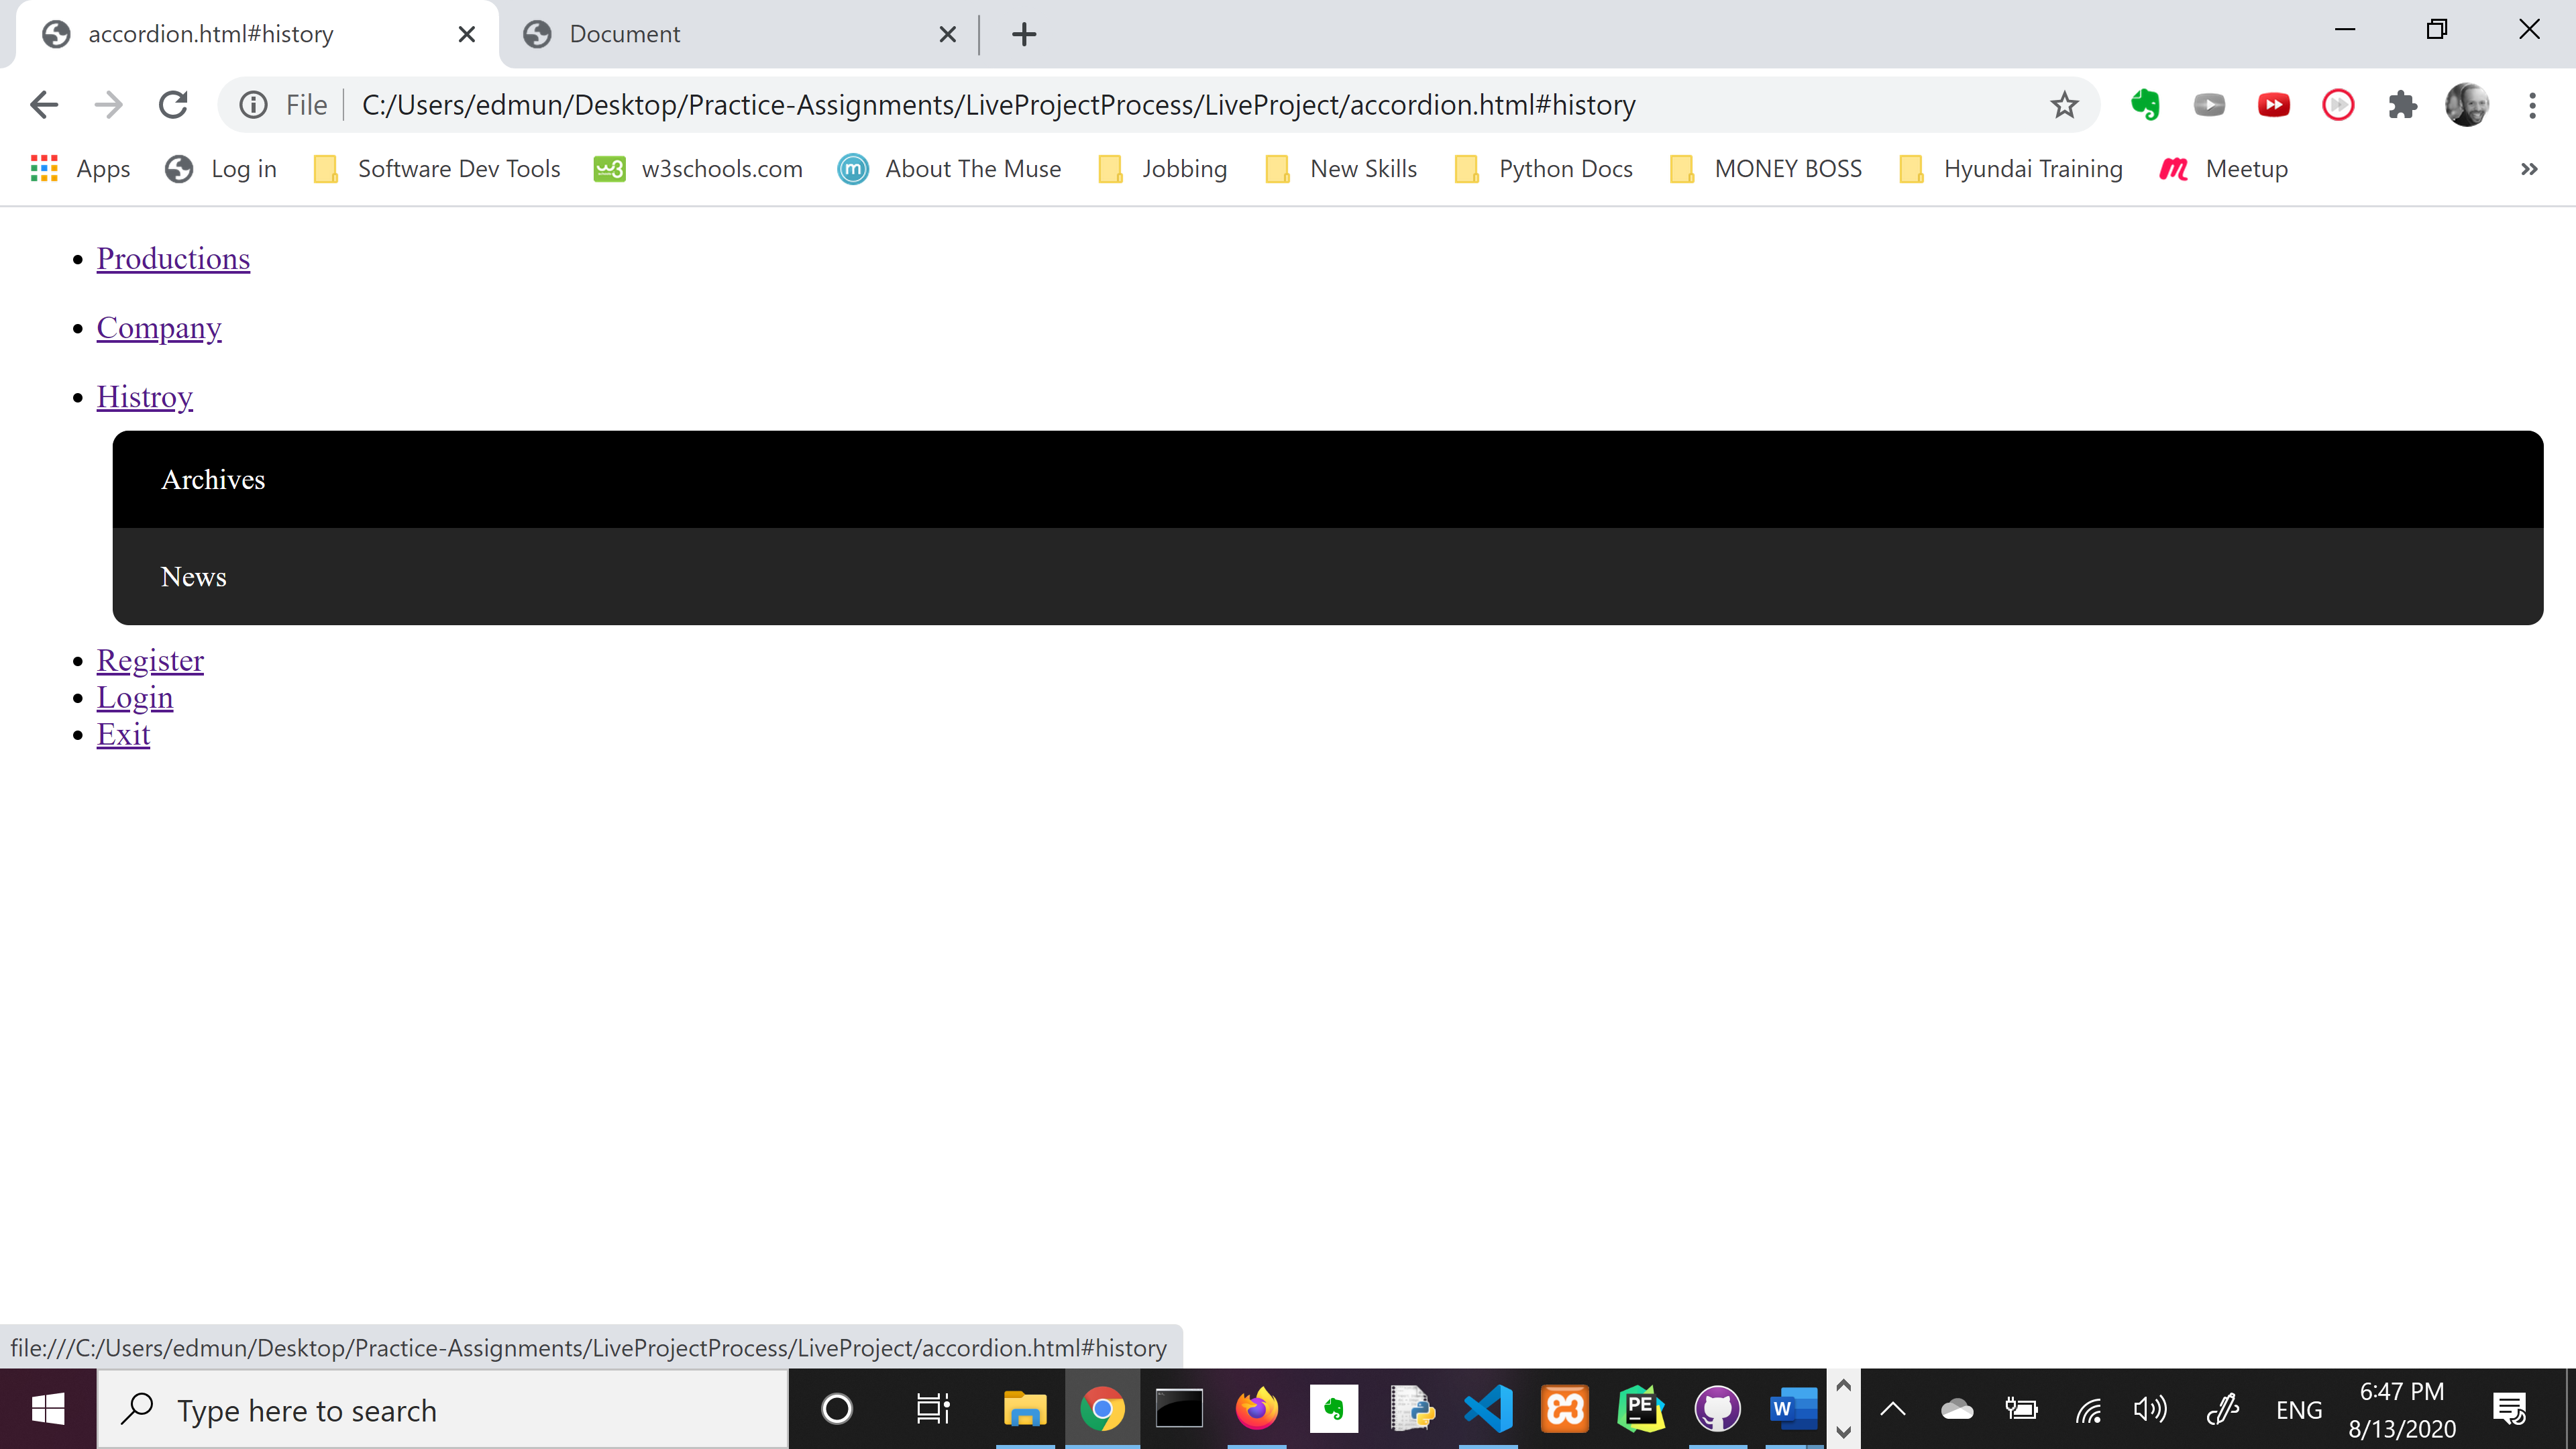 accordion.html#history
Document
File C:/Users/edmun/Desktop/Practice-Assignments/LiveProjectProcess/LiveProject/accordion.html#history
Apps Log in Software Dev Tools w3 w3schools.com m About The Muse Jobbing New Skills Python Docs MONEY BOSS Hyundai Training Meetup »
Productions
Company
Histroy
Archives
News
Register
Login
Exit
file:///C:/Users/edmun/Desktop/Practice-Assignments/LiveProjectProcess/LiveProject/accordion.html#history
Type here to search
PE
W
ENG
6:47 PM
8/13/2020